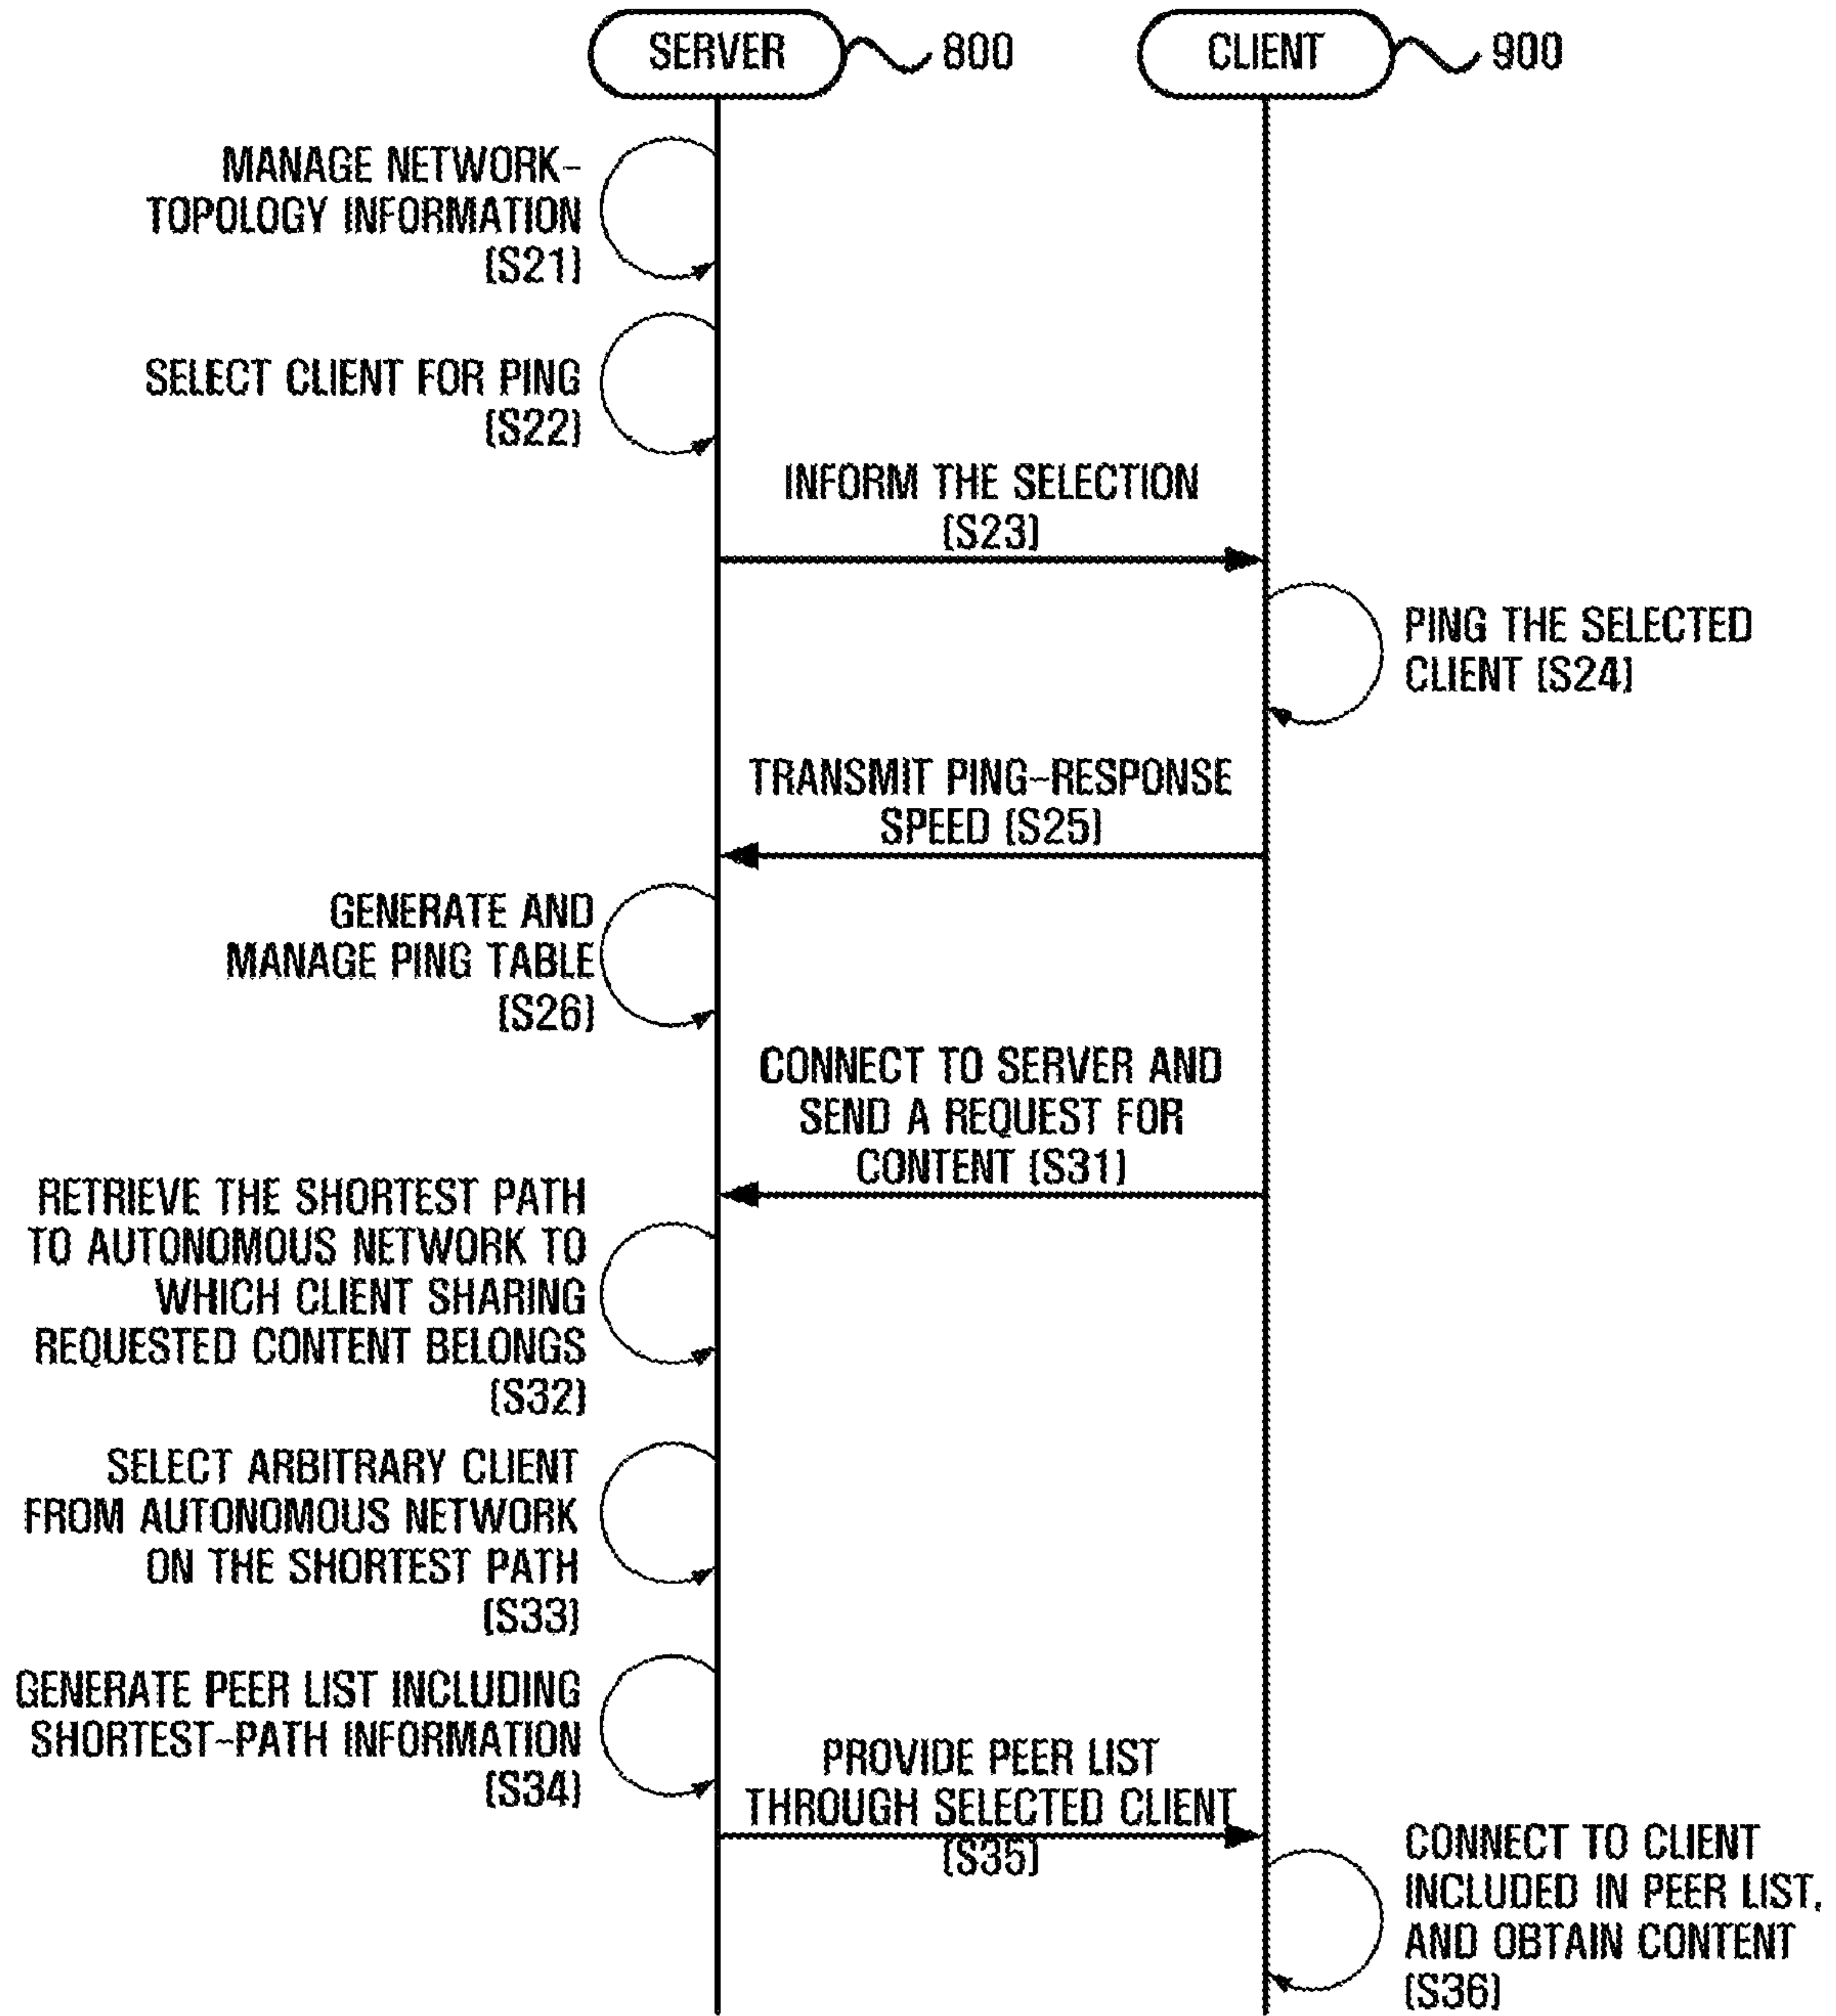 SERVER
800
CLIENT
900
MANAGE NETWORK-
TOPOLOGY INFORMATION
(S21)
SELECT CLIENT FOR PING
(S22)
INFORM THE SELECTION
(S23)
PING THE SELECTED
CLIENT (S24)
TRANSMIT PING-RESPONSE
SPEED (S25)
GENERATE AND
MANAGE PING TABLE
(S26)
CONNECT TO SERVER AND
SEND A REQUEST FOR
CONTENT (S31)
RETRIEVE THE SHORTEST PATH
TO AUTONOMOUS NETWORK TO
WHICH CLIENT SHARING
REQUESTED CONTENT BELONGS
(S32)
SELECT ARBITRARY CLIENT
FROM AUTONOMOUS NETWORK
ON THE SHORTEST PATH
(S33)
GENERATE PEER LIST INCLUDING
SHORTEST-PATH INFORMATION
(S34)
PROVIDE PEER LIST
THROUGH SELECTED CLIENT
(S35)
CONNECT TO CLIENT
INCLUDED IN PEER LIST,
AND OBTAIN CONTENT
(S36)